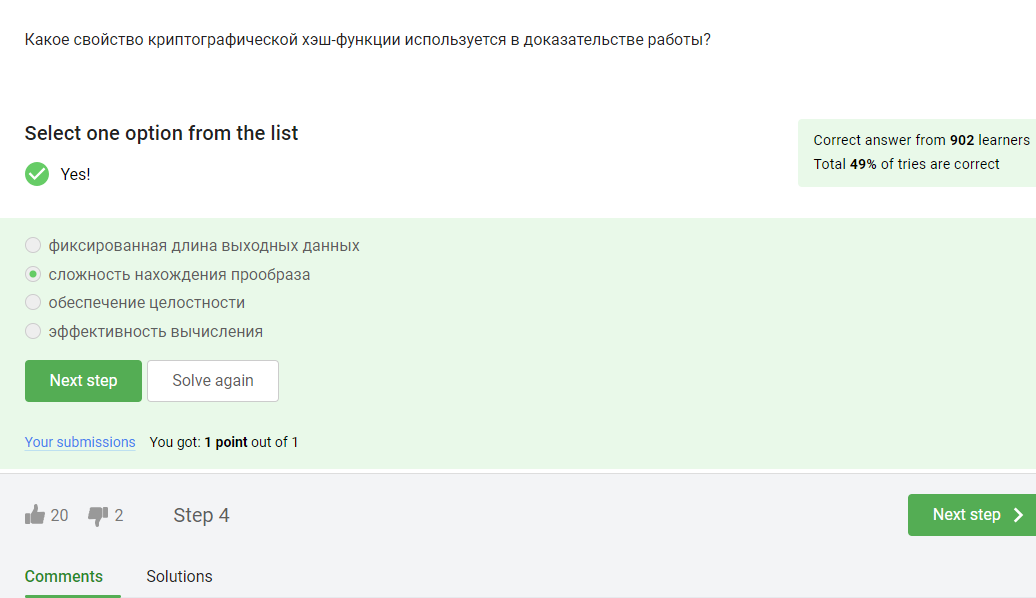 Какое свойство криптографической хэш-функции используется в доказательстве работы?
Select one option from the list
Correct answer from 902 learners
Total 49% of tries are correct
Yes!
фиксированная длина выходных данных
сложность нахождения прообраза
обеспечение целостности
эффективность вычисления
Next step
Solve again
Your submissions
You got: 1 point out of 1
20
2
Step 4
Next step
Comments
Solutions